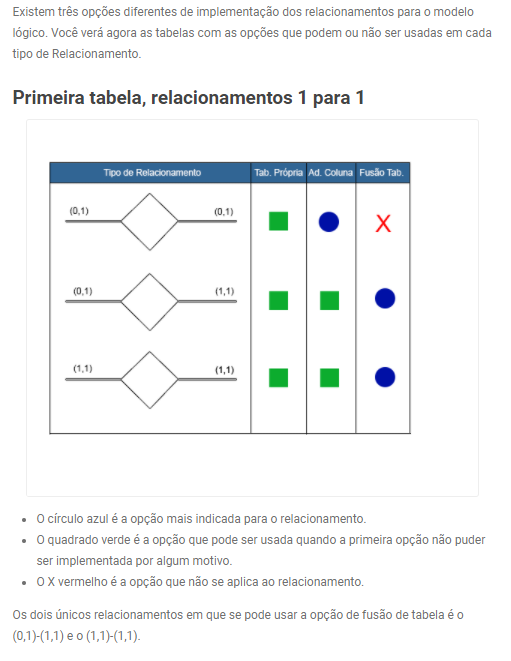 Existem três opções diferentes de implementação dos relacionamentos para o modelo
lógico. Você verá agora as tabelas com as opções que podem ou não ser usadas em cada
tipo de Relacionamento.
Primeira tabela, relacionamentos 1 para 1
Tipo de Relacionamento Tab. Própria Ad. Coluna Fusão Tab.
(0,1) (0,1) X
(0,1) (1,1)
(1,1) (1,1)
• O círculo azul é a opção mais indicada para o relacionamento.
• O quadrado verde é a opção que pode ser usada quando a primeira opção não puder
ser implementada por algum motivo.
• O X vermelho é a opção que não se aplica ao relacionamento.
Os dois únicos relacionamentos em que se pode usar a opção de fusão de tabela é o
(0,1)-(1,1) e o (1,1)-(1,1).